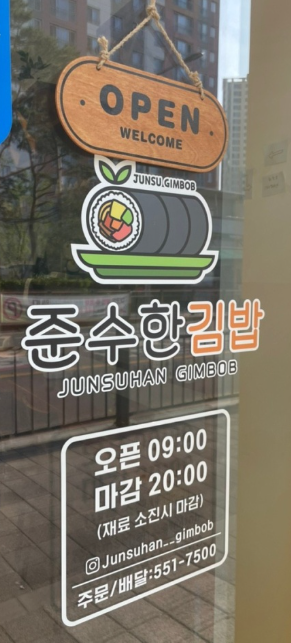 OPEN
WELCOME
JUNSU.GIMBOB
준수한김밥
JUNSUHAN GIMBOB
오픈 09:00
마감 20:00
(재료 소진시 마감)
Junsuhan__gimbob
주문/배달:551-7500